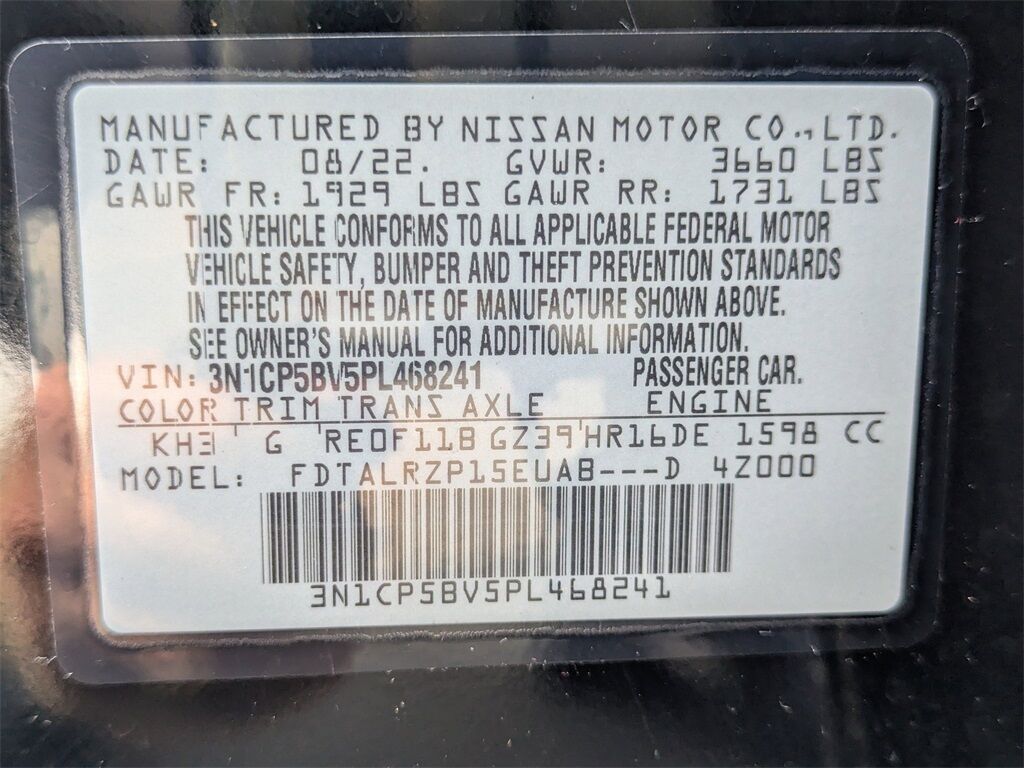 MANUFACTURED BY NISSAN MOTOR CO., LTD.
DATE: 08/22. GVWR: 3660 LBS
GAWR FR: 1929 LBS GAWR RR: 1731 LBS
THIS VEHICLE CONFORMS TO ALL APPLICABLE FEDERAL MOTOR
VEHICLE SAFETY, BUMPER AND THEFT PREVENTION STANDARDS
IN EFFECT ON THE DATE OF MANUFACTURE SHOWN ABOVE.
SEE OWNER'S MANUAL FOR ADDITIONAL INFORMATION.
VIN: 3N1CP5BV5PL468241 PASSENGER CAR.
COLOR TRIM TRANS AXLE ENGINE
KH3 G RE0F11B GZ39 HR16DE 1598 CC
MODEL: FDTALRZP15EUAB---D 4Z000
3N1CP5BV5PL468241